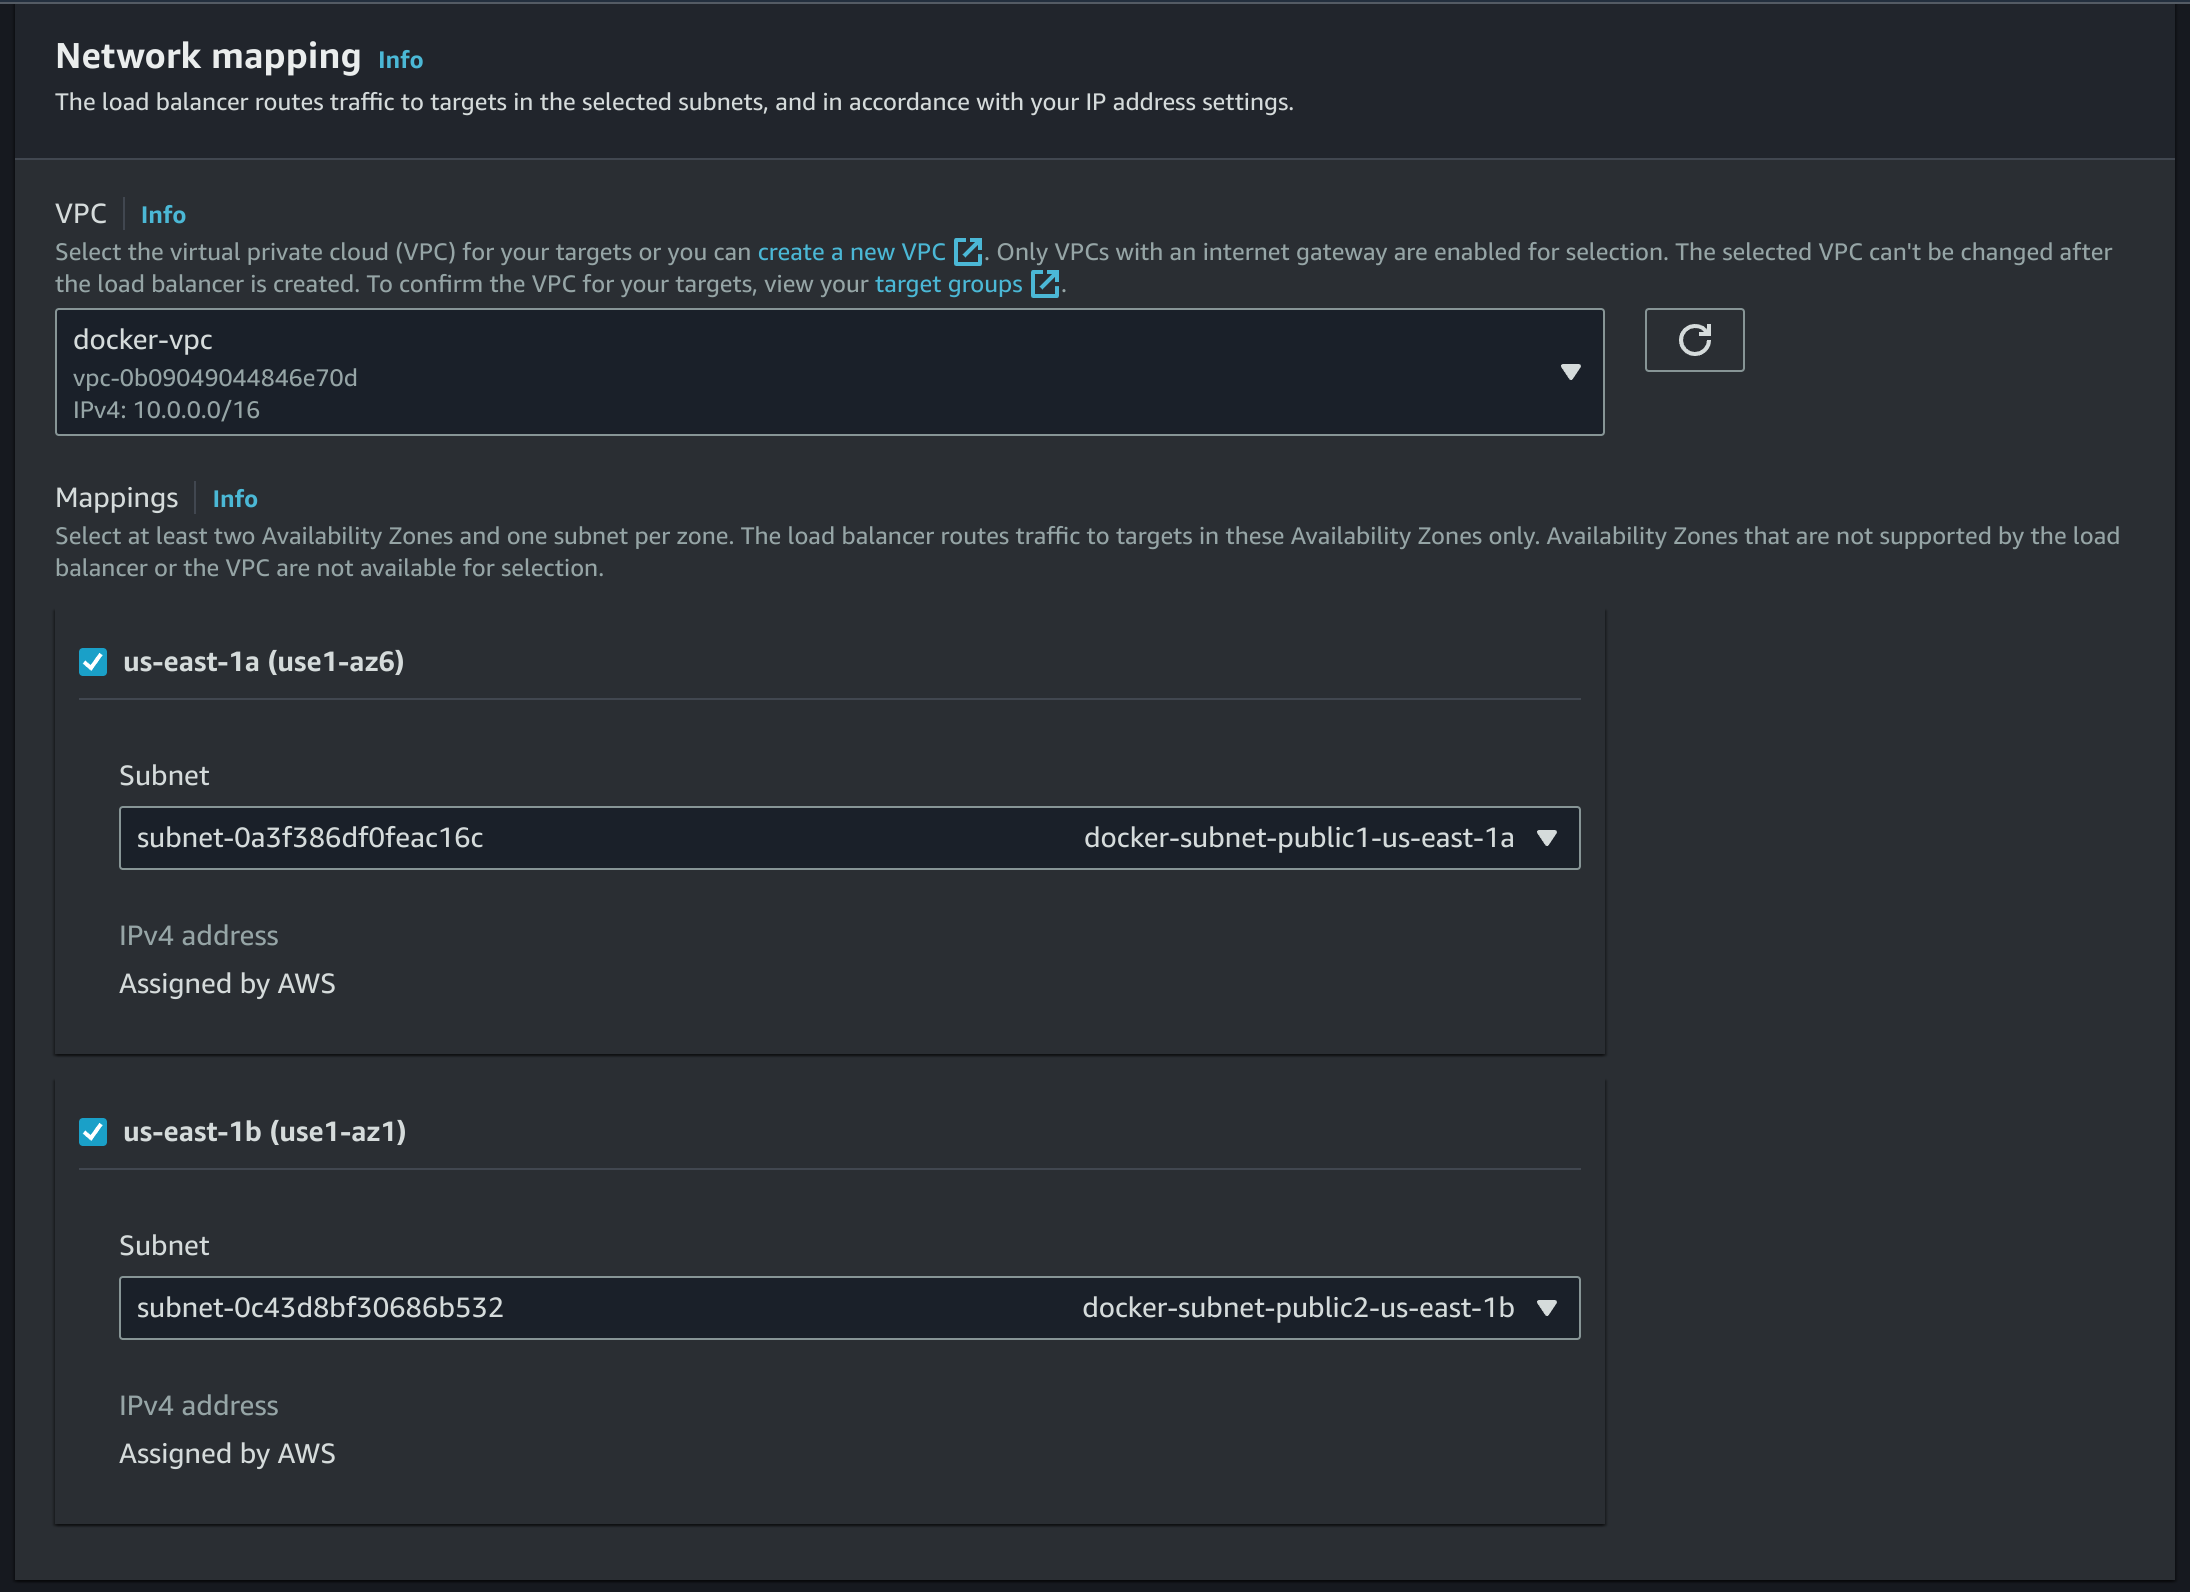 Network mapping Info
The load balancer routes traffic to targets in the selected subnets, and in accordance with your IP address settings.
VPC Info
Select the virtual private cloud (VPC) for your targets or you can create a new VPC. Only VPCs with an internet gateway are enabled for selection. The selected VPC can't be changed after
the load balancer is created. To confirm the VPC for your targets, view your target groups.
docker-vpc
vpc-0b09049044846e70d
IPv4: 10.0.0.0/16
Mappings Info
Select at least two Availability Zones and one subnet per zone. The load balancer routes traffic to targets in these Availability Zones only. Availability Zones that are not supported by the load
balancer or the VPC are not available for selection.
us-east-1a (use1-az6)
Subnet
subnet-0a3f386df0feac16c docker-subnet-public1-us-east-1a
IPv4 address
Assigned by AWS
us-east-1b (use1-az1)
Subnet
subnet-0c43d8bf30686b532 docker-subnet-public2-us-east-1b
IPv4 address
Assigned by AWS